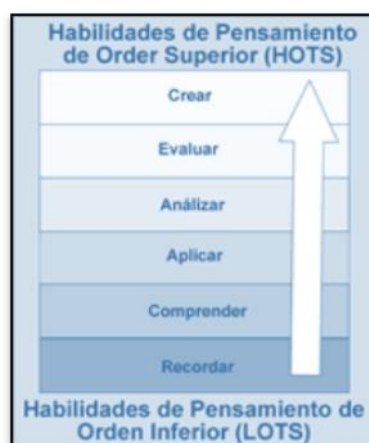 Habilidades de Pensamiento
de Order Superior (HOTS)
Crear
Evaluar
Análizar
Aplicar
Comprender
Recordar
Habilidades de Pensamiento de
Orden Inferior (LOTS)